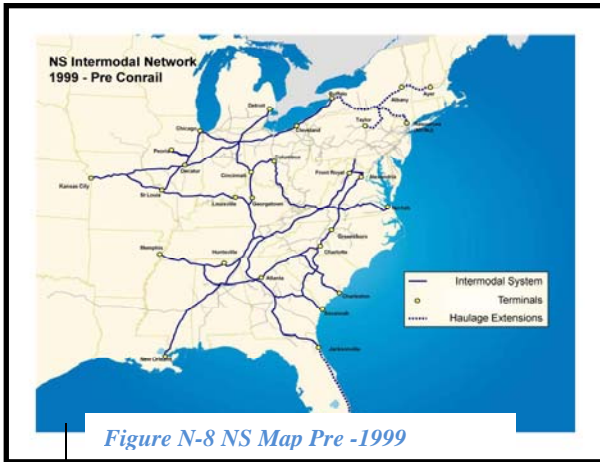 NS Intermodal Network
1999 - Pre Conrail
Detroit
Buffalo
Albany
Ayer
Chicago
Cleveland
Taylor
Peoria
Columbus
Decatur
Cincinnati
Front Royal
Alexandria
Kansas City
St Louis
Louisville
Georgetown
Norfolk
Greensboro
Memphis
Huntsville
Charlotte
Atlanta
Charleston
Savannah
Jacksonville
New Orleans
Intermodal System
Terminals
Haulage Extensions
Figure N-8 NS Map Pre -1999